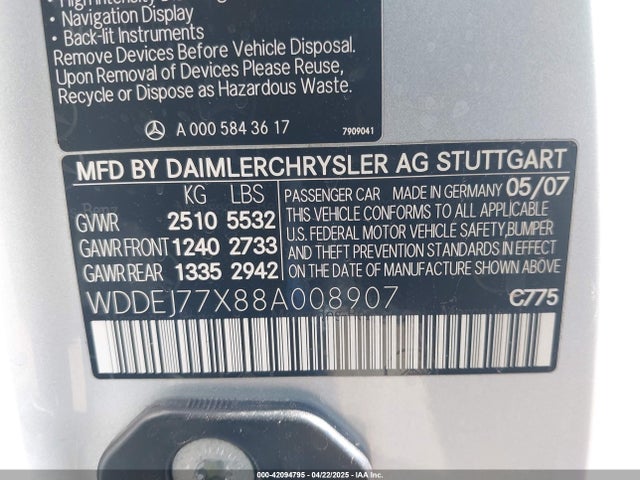 • Navigation Display
• Back-lit Instruments
Remove Devices Before Vehicle Disposal.
Upon Removal of Devices Please Reuse,
Recycle or Dispose as Hazardous Waste.
A 000 584 36 17
7909041
MFD BY DAIMLERCHRYSLER AG STUTTGART
KG LBS
GVWR 2510 5532
GAWR FRONT 1240 2733
GAWR REAR 1335 2942
PASSENGER CAR MADE IN GERMANY 05/07
THIS VEHICLE CONFORMS TO ALL APPLICABLE
U.S. FEDERAL MOTOR VEHICLE SAFETY, BUMPER
AND THEFT PREVENTION STANDARDS IN EFFECT
ON THE DATE OF MANUFACTURE SHOWN ABOVE
WDDEJ77X88A008907
C775
000-42094795 - 04/22/2025 - IAA Inc.